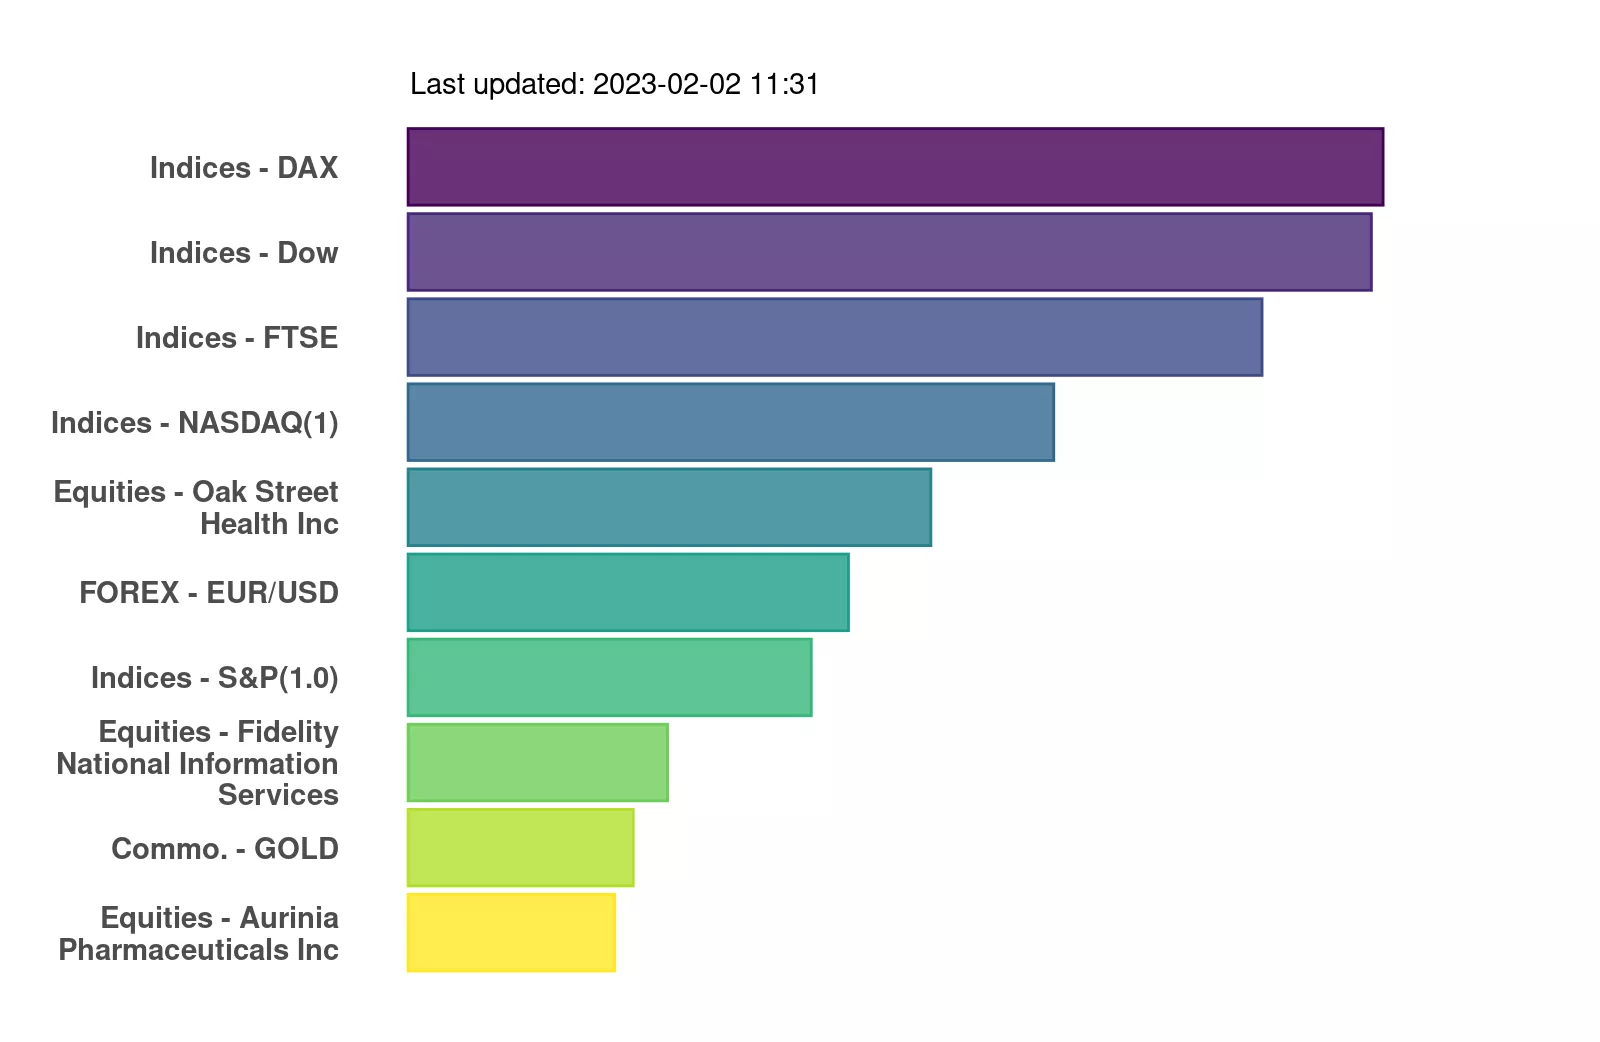 Last updated: 2023-02-02 11:31
Indices - DAX
Indices - Dow
Indices - FTSE
Indices - NASDAQ(1)
Equities - Oak Street
Health Inc
FOREX - EUR/USD
Indices - S&P(1.0)
Equities - Fidelity
National Information
Services
Commo. - GOLD
Equities - Aurinia
Pharmaceuticals Inc